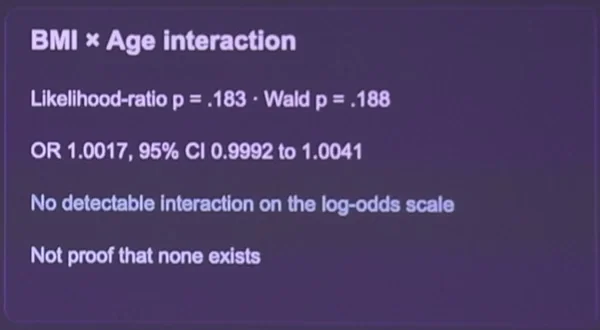 BMI × Age interaction
Likelihood-ratio p = .183 · Wald p = .188
OR 1.0017, 95% CI 0.9992 to 1.0041
No detectable interaction on the log-odds scale
Not proof that none exists